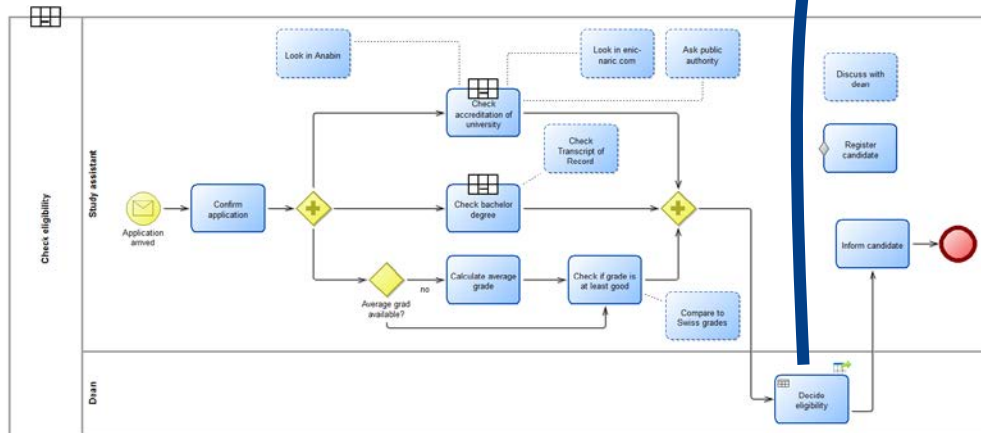 Check eligibility
Study assistant
Dean
Application
arrived
Confirm
application
Look in Anabin
Look in enic-
naric.com
Ask public
authority
Check
accreditation of
university
Check
Transcript of
Record
Check bachelor
degree
Average grad
available?
no
Calculate average
grade
Check if grade is
at least good
Compare to
Swiss grades
Discuss with
dean
Register
candidate
Inform candidate
Decide
eligibility